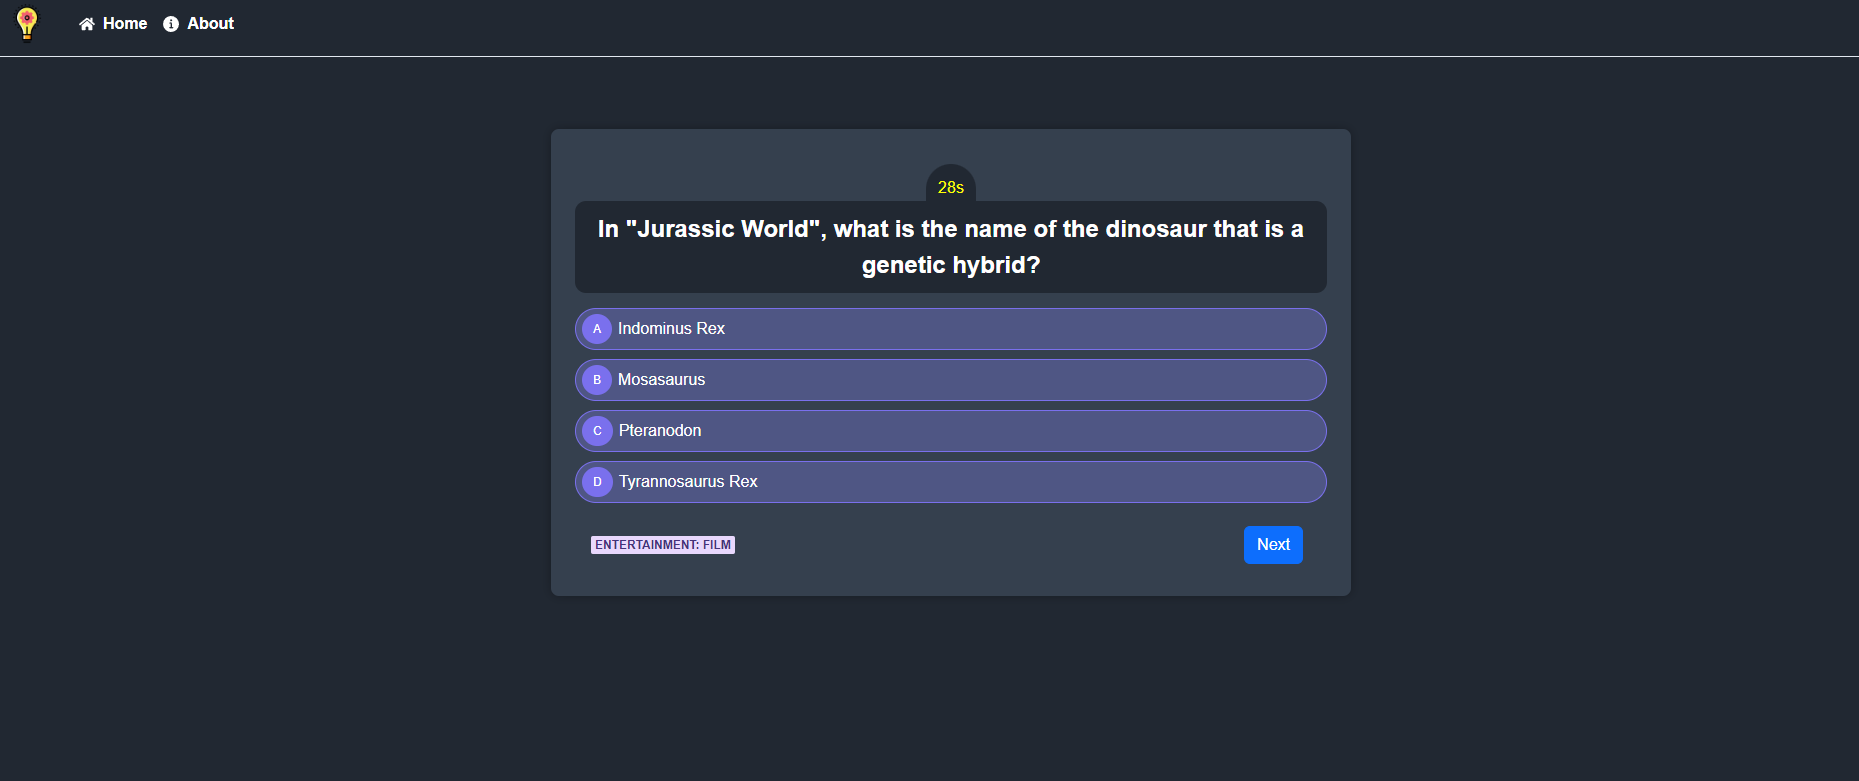 Home About
28s
In "Jurassic World", what is the name of the dinosaur that is a
genetic hybrid?
A Indominus Rex
B Mosasaurus
C Pteranodon
D Tyrannosaurus Rex
ENTERTAINMENT: FILM Next